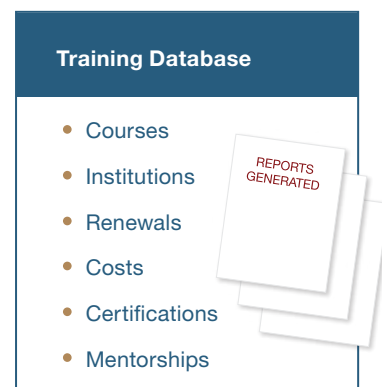 Training Database
Courses
Institutions
Renewals
Costs
Certifications
Mentorships
REPORTS
GENERATED